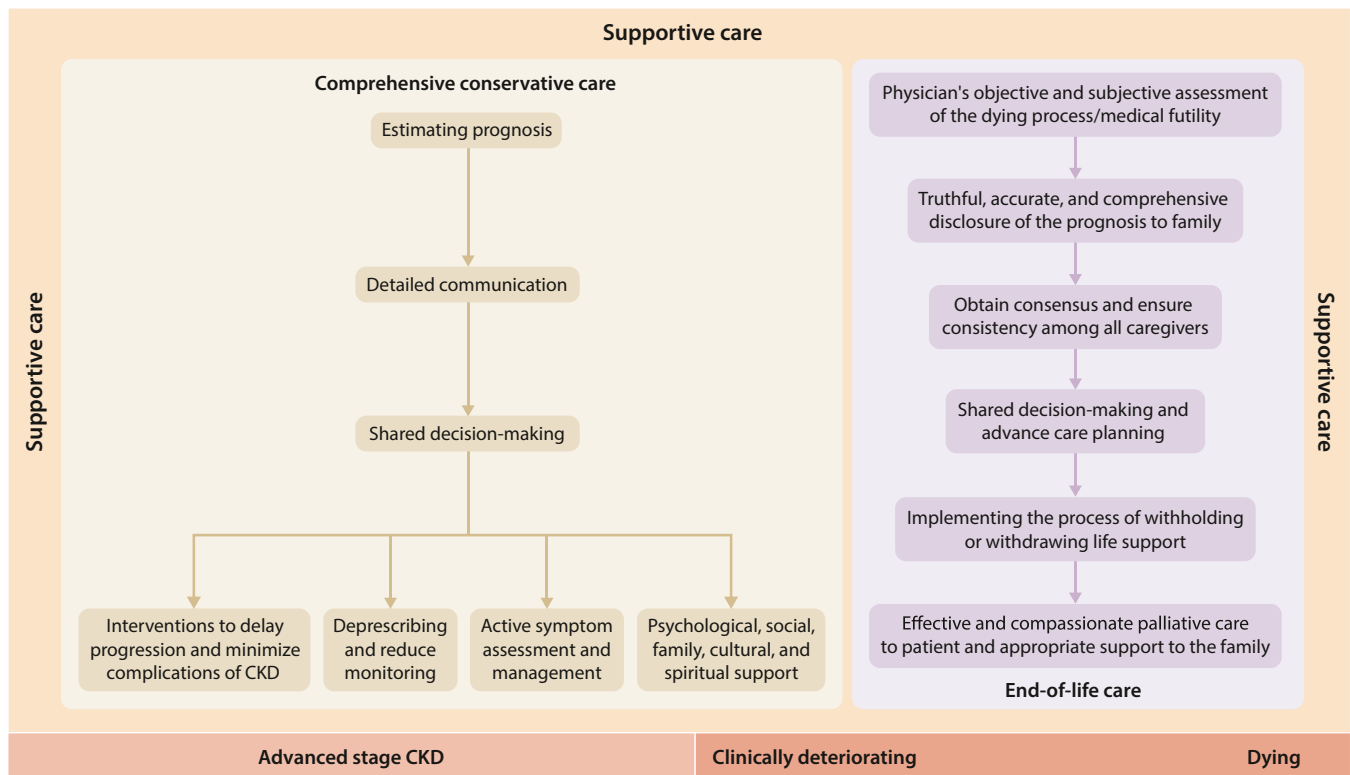 Supportive care
Supportive care
Comprehensive conservative care
Estimating prognosis
Detailed communication
Shared decision-making
Interventions to delay
progression and minimize
complications of CKD
Deprescribing
and reduce
monitoring
Active symptom
assessment and
management
Psychological, social,
family, cultural, and
spiritual support
Physician's objective and subjective assessment
of the dying process/medical futility
Truthful, accurate, and comprehensive
disclosure of the prognosis to family
Obtain consensus and ensure
consistency among all caregivers
Shared decision-making and
advance care planning
Implementing the process of withholding
or withdrawing life support
Effective and compassionate palliative care
to patient and appropriate support to the family
End-of-life care
Supportive care
Advanced stage CKD
Clinically deteriorating
Dying